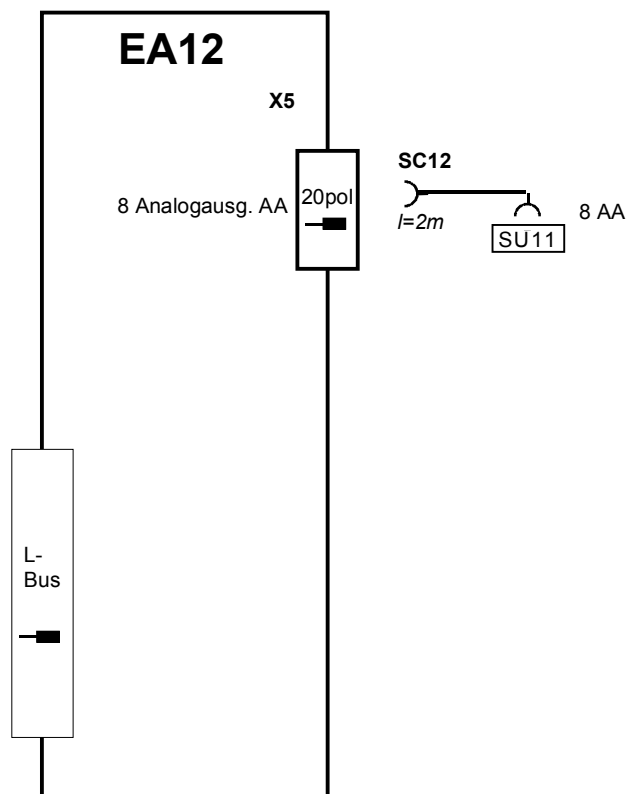 EA12
X5
SC12
20pol
8 Analogausg. AA
l=2m
8 AA
SU11
L-
Bus